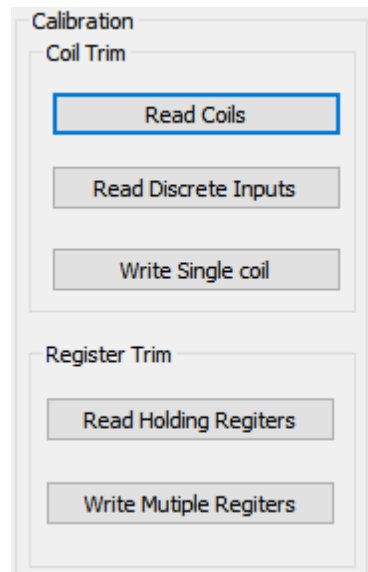 Calibration
Coil Trim
Read Coils
Read Discrete Inputs
Write Single coil
Register Trim
Read Holding Regiters
Write Mutiple Regiters